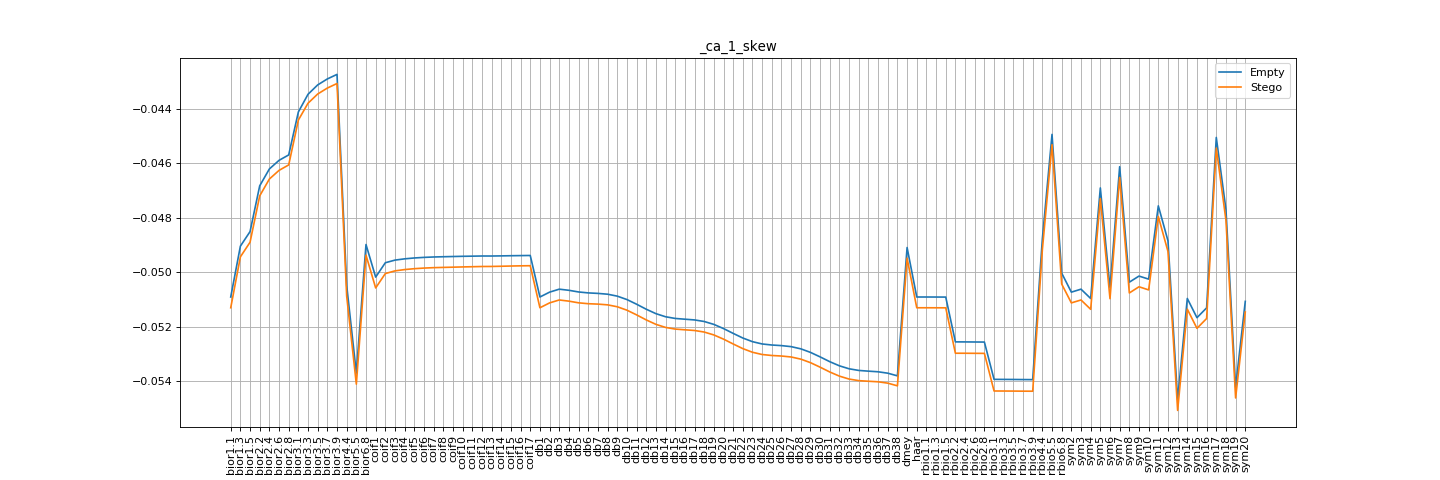 _ca_1_skew
Empty
Stego
−0.044
−0.046
−0.048
−0.050
−0.052
−0.054
bior1.1
bior1.3
bior1.5
bior2.2
bior2.4
bior2.6
bior2.8
bior3.1
bior3.3
bior3.5
bior3.7
bior3.9
bior4.4
bior5.5
bior6.8
coif1
coif2
coif3
coif4
coif5
coif6
coif7
coif8
coif9
coif10
coif11
coif12
coif13
coif14
coif15
coif16
coif17
db1
db2
db3
db4
db5
db6
db7
db8
db9
db10
db11
db12
db13
db14
db15
db16
db17
db18
db19
db20
db21
db22
db23
db24
db25
db26
db27
db28
db29
db30
db31
db32
db33
db34
db35
db36
db37
db38
dmey
haar
rbio1.1
rbio1.3
rbio1.5
rbio2.2
rbio2.4
rbio2.6
rbio2.8
rbio3.1
rbio3.3
rbio3.5
rbio3.7
rbio3.9
rbio4.4
rbio5.5
rbio6.8
sym2
sym3
sym4
sym5
sym6
sym7
sym8
sym9
sym10
sym11
sym12
sym13
sym14
sym15
sym16
sym17
sym18
sym19
sym20